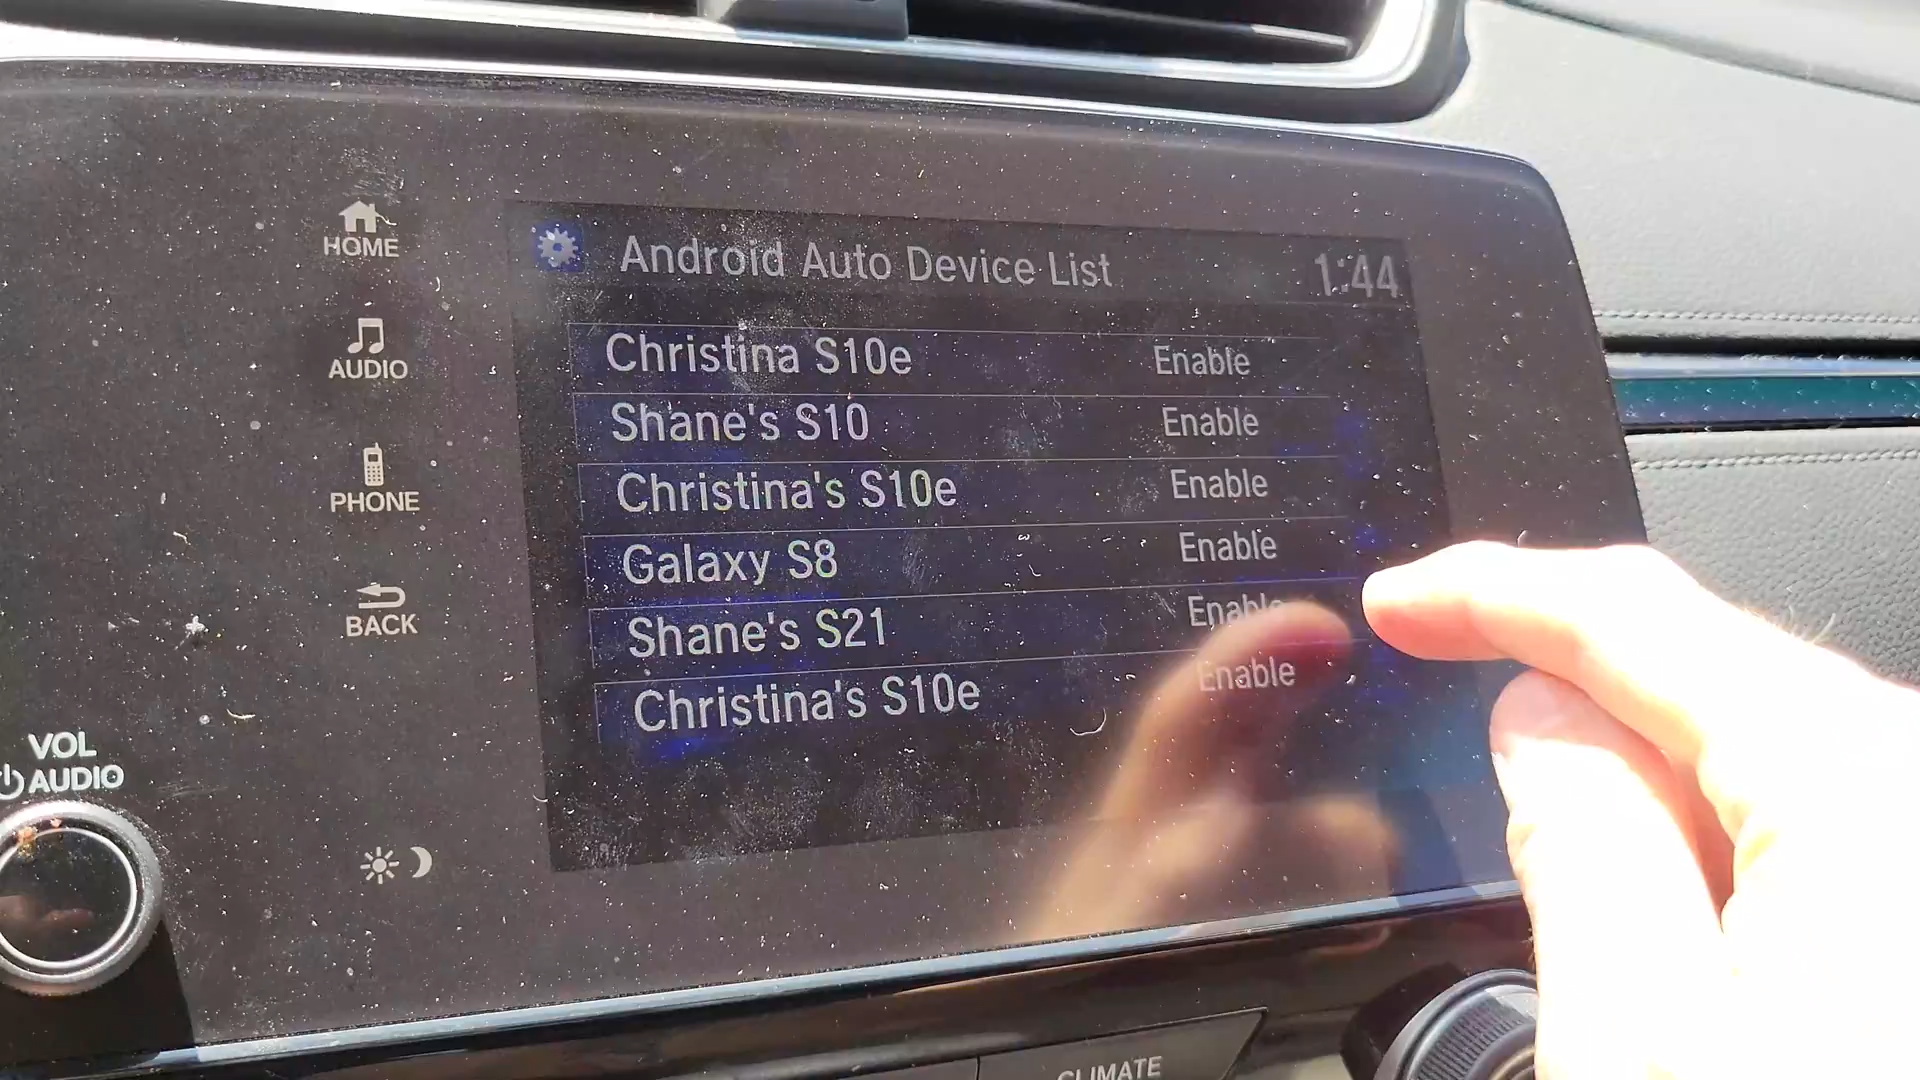 HOME
AUDIO
PHONE
BACK
VOL
AUDIO
Android Auto Device List 1:44
Christina S10e Enable
Shane's S10 Enable
Christina's S10e Enable
Galaxy S8 Enable
Shane's S21 Enable
Christina's S10e Enable
CLIMATE